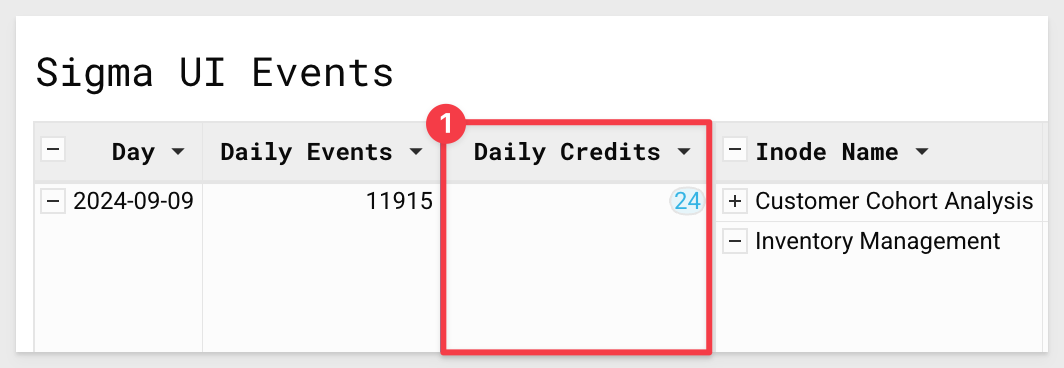 Sigma UI Events
1
Day Daily Events Daily Credits Inode Name
2024-09-09 11915 24 Customer Cohort Analysis
Inventory Management